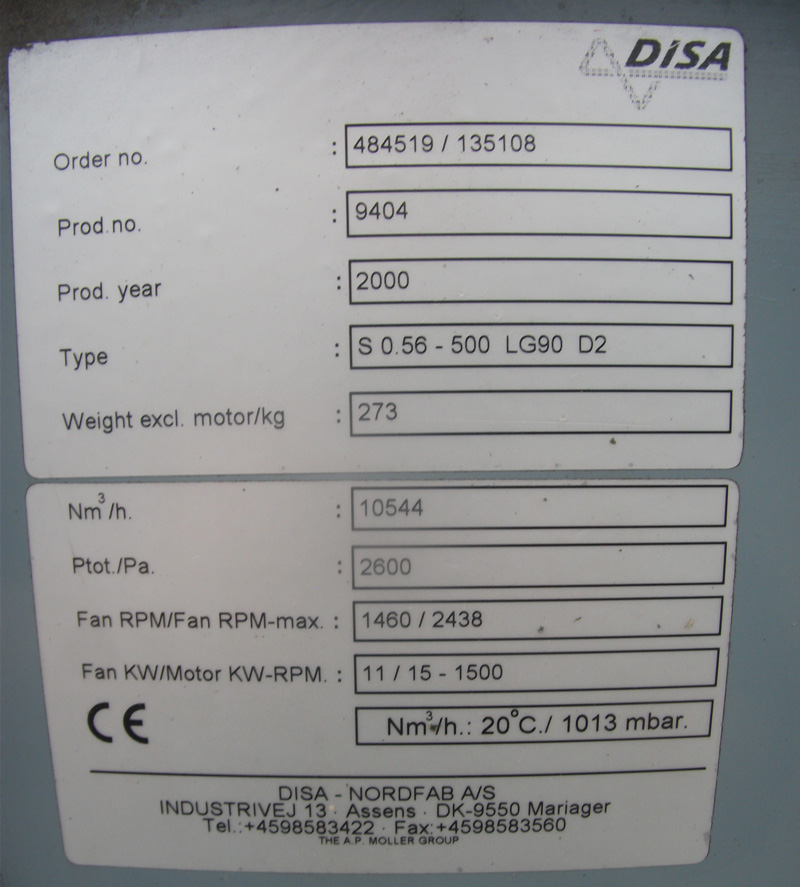 DISA
Order no. : 484519 / 135108
Prod.no. : 9404
Prod. year : 2000
Type : S 0.56 - 500 LG90 D2
Weight excl. motor/kg : 273
Nm³/h. : 10544
Ptot./Pa. : 2600
Fan RPM/Fan RPM-max. : 1460 / 2438
Fan KW/Motor KW-RPM. : 11 / 15 - 1500
CE Nm³/h.: 20°C./ 1013 mbar.
DISA - NORDFAB A/S
INDUSTRIVEJ 13 · Assens · DK-9550 Mariager
Tel.:+4598583422 · Fax:+4598583560
THE A.P. MOLLER GROUP